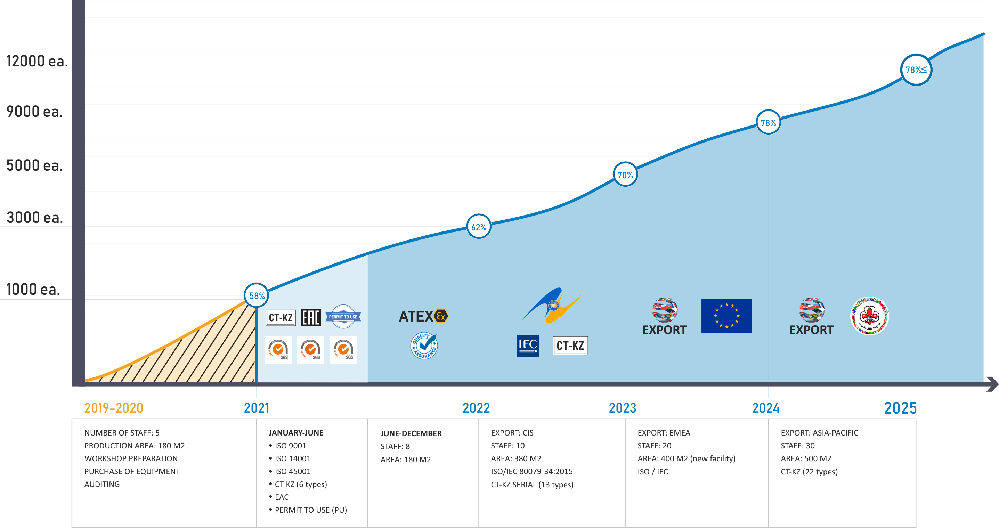 12000 ea.
9000 ea.
5000 ea.
3000 ea.
1000 ea.
78%≤
78%
70%
62%
58%
CT-KZ
EAC
PERMIT TO USE
SGS
SGS
SGS
ATEX Ex
QUALITY
ASSURANCE
IEC
CT-KZ
EXPORT
EXPORT
Asia Pacific Region
2019-2020
2021
2022
2023
2024
2025
NUMBER OF STAFF: 5
PRODUCTION AREA: 180 M2
WORKSHOP PREPARATION
PURCHASE OF EQUIPMENT
AUDITING
JANUARY-JUNE
• ISO 9001
• ISO 14001
• ISO 45001
• CT-KZ (6 types)
• EAC
• PERMIT TO USE (PU)
JUNE-DECEMBER
STAFF: 8
AREA: 180 M2
EXPORT: CIS
STAFF: 10
AREA: 380 M2
ISO/IEC 80079-34:2015
CT-KZ SERIAL (13 types)
EXPORT: EMEA
STAFF: 20
AREA: 400 M2 (new facility)
ISO / IEC
EXPORT: ASIA-PACIFIC
STAFF: 30
AREA: 500 M2
CT-KZ (22 types)